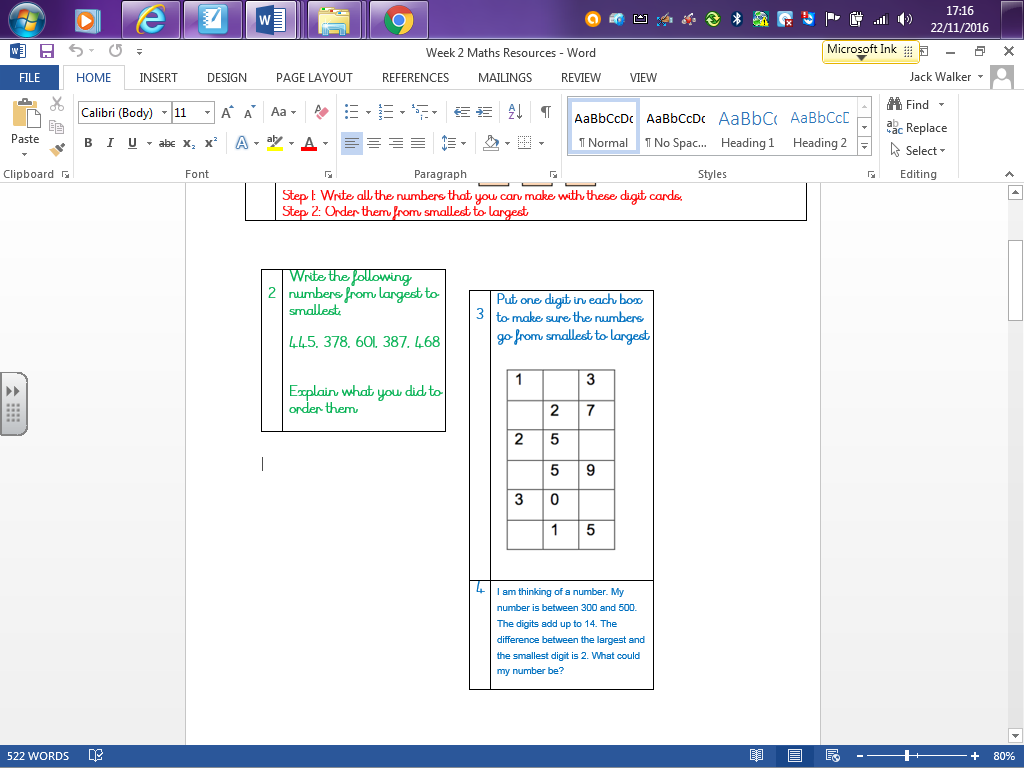 17:16
22/11/2016
Week 2 Maths Resources - Word
Microsoft Ink
FILE HOME INSERT DESIGN PAGE LAYOUT REFERENCES MAILINGS REVIEW VIEW
Jack Walker
Calibri (Body) 11
Paste
B I U abc X₂ X²
AaBbCcDc AaBbCcDc AaBbCc AaBbCcD
¶ Normal ¶ No Spac... Heading 1 Heading 2
Find
Replace
Select
Clipboard Font Paragraph Styles Editing
Step 1: Write all the numbers that you can make with these digit cards.
Step 2: Order them from smallest to largest
2
Write the following
numbers from largest to
smallest.
445, 378, 601, 387, 468
Explain what you did to
order them
3
Put one digit in each box
to make sure the numbers
go from smallest to largest
1 3
2 7
2 5
5 9
3 0
1 5
4
I am thinking of a number. My
number is between 300 and 500.
The digits add up to 14. The
difference between the largest and
the smallest digit is 2. What could
my number be?
522 WORDS
80%